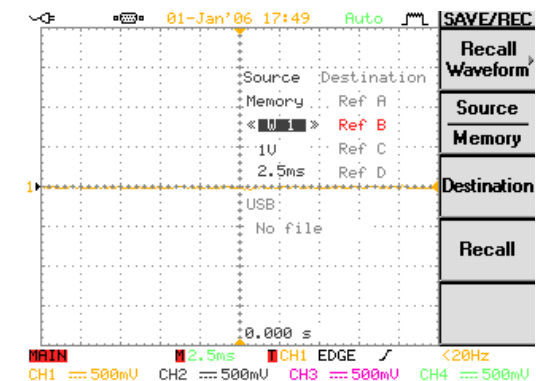 01-Jan'06 17:49 Auto SAVE/REC
Recall
Waveform
Source Destination
Memory Ref A
« W 1 » Ref B
1V Ref C
2.5ms Ref D
USB
No file
Source
Memory
Destination
Recall
1
0.000 s
MAIN M 2.5ms T CH1 EDGE <20Hz
CH1 500mV CH2 500mV CH3 500mV CH4 500mV